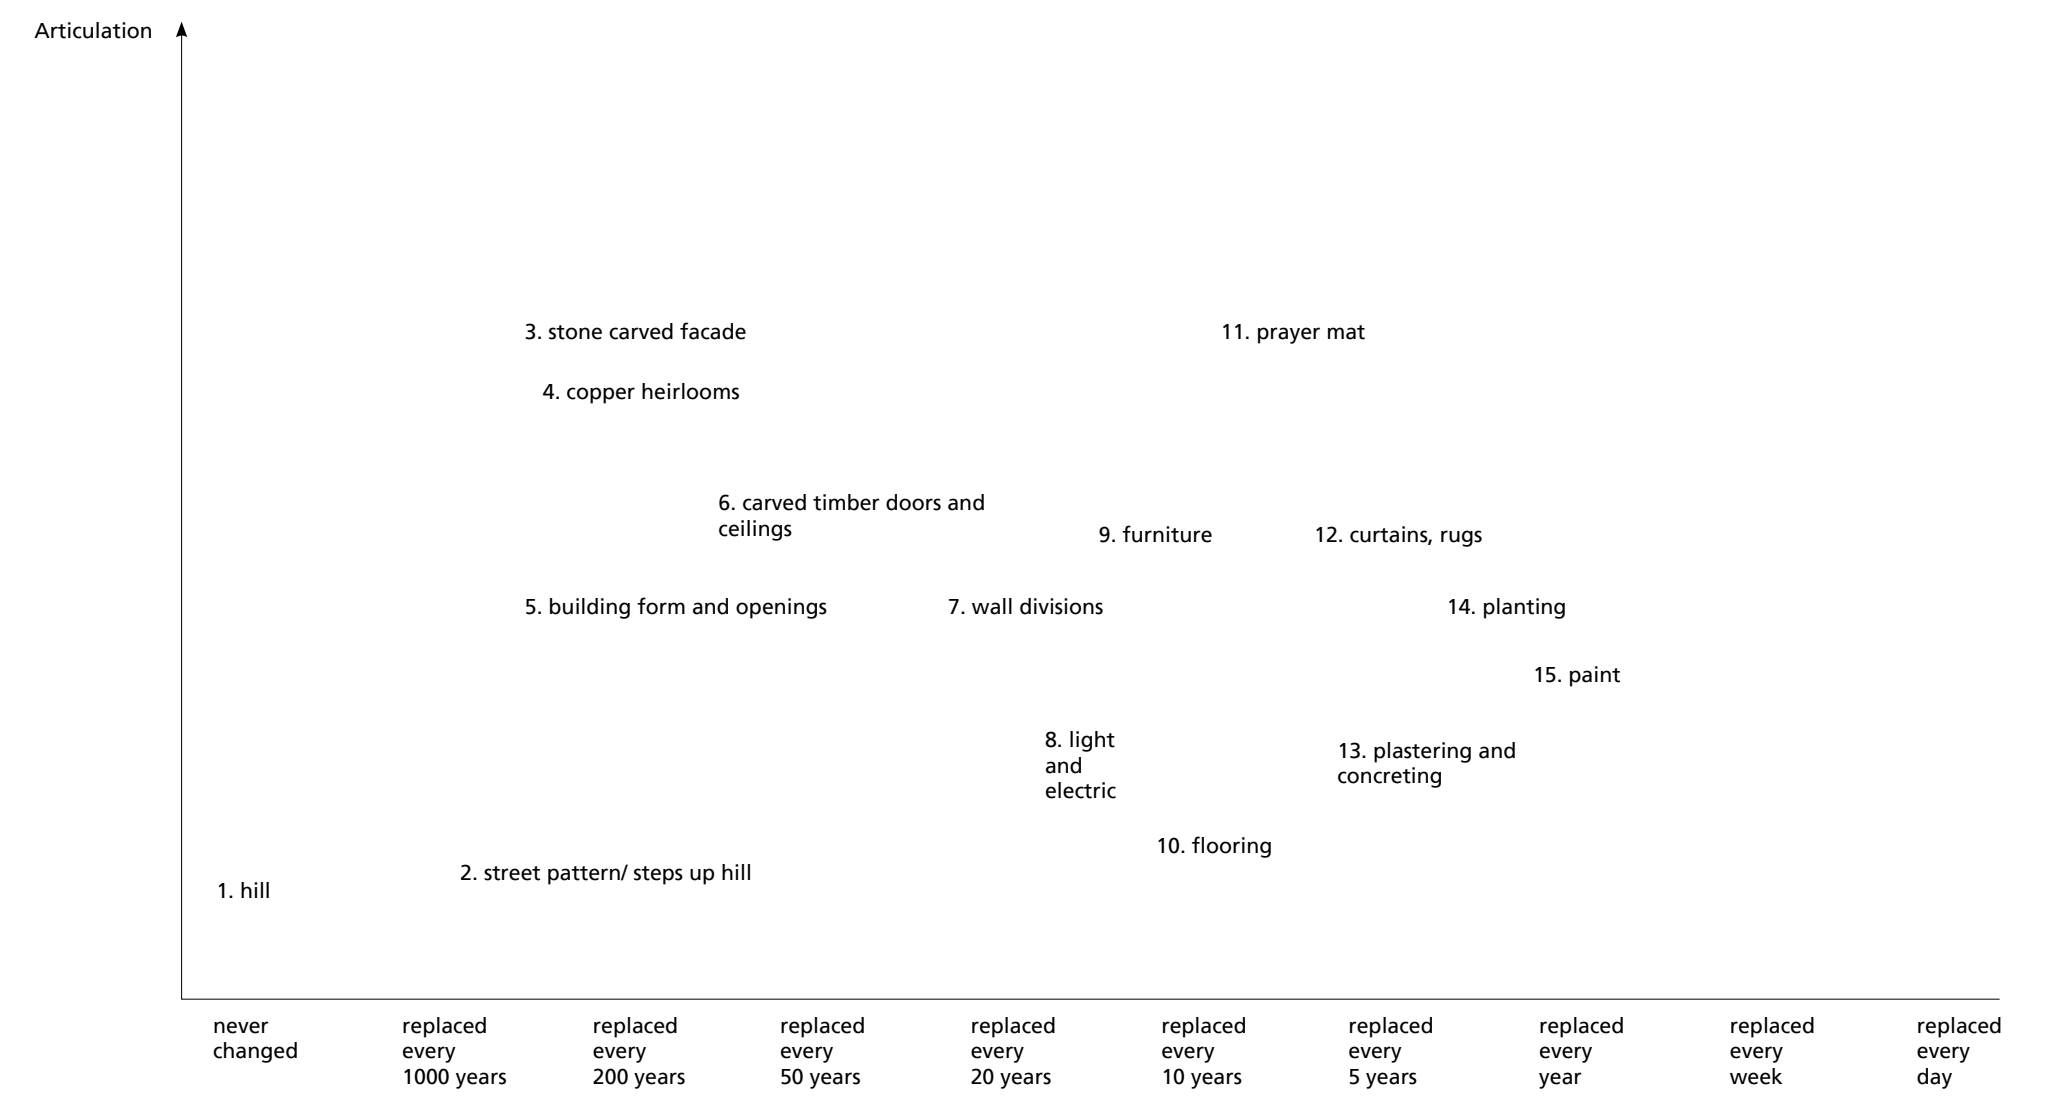 Articulation
3. stone carved facade
11. prayer mat
4. copper heirlooms
6. carved timber doors and
ceilings
9. furniture
12. curtains, rugs
5. building form and openings
7. wall divisions
14. planting
15. paint
8. light
and
electric
13. plastering and
concreting
10. flooring
2. street pattern/ steps up hill
1. hill
never
changed
replaced
every
1000 years
replaced
every
200 years
replaced
every
50 years
replaced
every
20 years
replaced
every
10 years
replaced
every
5 years
replaced
every
year
replaced
every
week
replaced
every
day